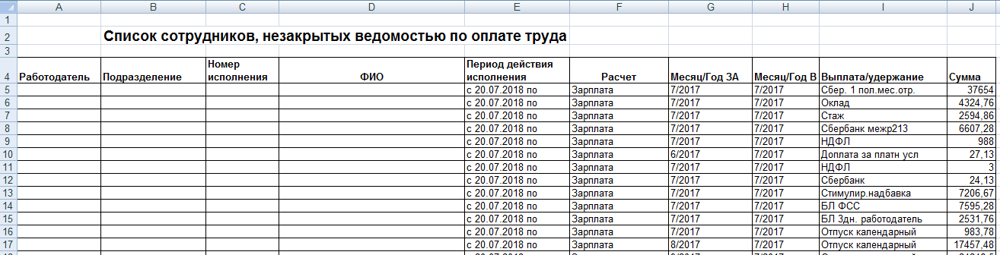 A B C D E F G H I J
1
2 Список сотрудников, незакрытых ведомостью по оплате труда
3
4 Работодатель Подразделение Номер исполнения ФИО Период действия исполнения Расчет Месяц/Год ЗА Месяц/Год В Выплата/удержание Сумма
5 с 20.07.2018 по Зарплата 7/2017 7/2017 Сбер. 1 пол.мес.отр. 37654
6 с 20.07.2018 по Зарплата 7/2017 7/2017 Оклад 4324,76
7 с 20.07.2018 по Зарплата 7/2017 7/2017 Стаж 2594,86
8 с 20.07.2018 по Зарплата 7/2017 7/2017 Сбербанк межр213 6607,28
9 с 20.07.2018 по Зарплата 7/2017 7/2017 НДФЛ 988
10 с 20.07.2018 по Зарплата 6/2017 7/2017 Доплата за платн усл 27,13
11 с 20.07.2018 по Зарплата 7/2017 7/2017 НДФЛ 3
12 с 20.07.2018 по Зарплата 7/2017 7/2017 Сбербанк 24,13
13 с 20.07.2018 по Зарплата 7/2017 7/2017 Стимулир.надбавка 7206,67
14 с 20.07.2018 по Зарплата 7/2017 7/2017 БЛ ФСС 7595,28
15 с 20.07.2018 по Зарплата 7/2017 7/2017 БЛ 3дн. работодатель 2531,76
16 с 20.07.2018 по Зарплата 7/2017 7/2017 Отпуск календарный 983,78
17 с 20.07.2018 по Зарплата 8/2017 7/2017 Отпуск календарный 17457,48